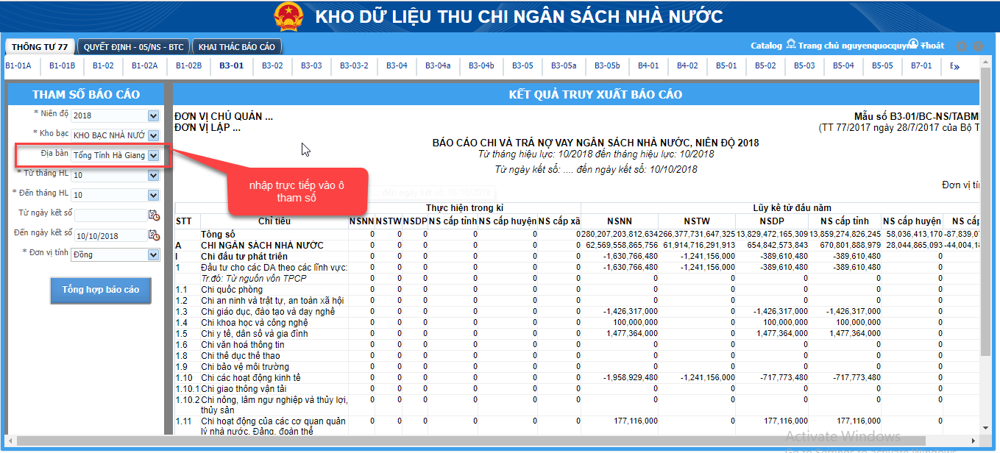 KHO DỮ LIỆU THU CHI NGÂN SÁCH NHÀ NƯỚC
THÔNG TƯ 77 QUYẾT ĐỊNH - 05/NS - BTC KHAI THÁC BÁO CÁO Catalog Trang chủ nguyenquocquynh Thoát
B1-01A B1-01B B1-02 B1-02A B1-02B B3-01 B3-02 B3-03 B3-03-2 B3-04 B3-04a B3-04b B3-05 B3-05a B3-05b B4-01 B4-02 B5-01 B5-02 B5-03 B5-04 B5-05 B7-01 »
THAM SỐ BÁO CÁO
* Niên độ 2018
* Kho bạc KHO BẠC NHÀ NƯỚ
Địa bàn Tổng Tỉnh Hà Giang
* Từ tháng HL 10
* Đến tháng HL 10
Từ ngày kết số
Đến ngày kết số 10/10/2018
* Đơn vị tính Đồng
Tổng hợp báo cáo
nhập trực tiếp vào ô
tham số
KẾT QUẢ TRUY XUẤT BÁO CÁO
ĐƠN VỊ CHỦ QUẢN ... Mẫu số B3-01/BC-NS/TABM
ĐƠN VỊ LẬP ... (TT 77/2017 ngày 28/7/2017 của Bộ T
BÁO CÁO CHI VÀ TRẢ NỢ VAY NGÂN SÁCH NHÀ NƯỚC, NIÊN ĐỘ 2018
Từ tháng hiệu lực: 10/2018 đến tháng hiệu lực: 10/2018
Từ ngày kết số: .... đến ngày kết số: 10/10/2018
Đơn vị tín
... đến ngày kết số: 10/10/2018
Thực hiện trong kì Lũy kế từ đầu năm
STT Chỉ tiêu NSNN NSTW NSDP NS cấp tỉnh NS cấp huyện NS cấp xã NSNN NSTW NSDP NS cấp tỉnh NS cấp huyện NS cấp
Tổng số 0 0 0 0 0 0 280,207,203,812,634 266,377,731,647,325 13,829,472,165,309 13,859,274,826,245 58,036,413,170 -87,839,07
A CHI NGÂN SÁCH NHÀ NƯỚC 0 0 0 0 0 0 62,569,558,865,756 61,914,716,291,913 654,842,573,843 670,801,888,979 28,044,865,093 -44,004,18
I Chi đầu tư phát triển 0 0 0 0 0 0 -1,630,766,480 -1,241,156,000 -389,610,480 -389,610,480 0
1 Đầu tư cho các DA theo các lĩnh vực: 0 0 0 0 0 0 -1,630,766,480 -1,241,156,000 -389,610,480 -389,610,480 0
Tr.đó: Từ nguồn vốn TPCP 0 0 0 0 0 0 0 0 0 0 0
1.1 Chi quốc phòng 0 0 0 0 0 0 0 0 0 0 0
1.2 Chi an ninh và trật tự, an toàn xã hội 0 0 0 0 0 0 0 0 0 0 0
1.3 Chi giáo dục, đào tạo và dạy nghề 0 0 0 0 0 0 -1,426,317,000 0 -1,426,317,000 -1,426,317,000 0
1.4 Chi khoa học và công nghệ 0 0 0 0 0 0 100,000,000 0 100,000,000 100,000,000 0
1.5 Chi y tế, dân số và gia đình 0 0 0 0 0 0 1,477,364,000 0 1,477,364,000 1,477,364,000 0
1.6 Chi văn hoá thông tin 0 0 0 0 0 0 0 0 0 0 0
1.8 Chi thể dục thể thao 0 0 0 0 0 0 0 0 0 0 0
1.9 Chi bảo vệ môi trường 0 0 0 0 0 0 0 0 0 0 0
1.10 Chi các hoạt động kinh tế 0 0 0 0 0 0 -1,958,929,480 -1,241,156,000 -717,773,480 -717,773,480 0
1.10.1 Chi giao thông vận tải 0 0 0 0 0 0 0 0 0 0 0
1.10.2 Chi nông, lâm ngư nghiệp và thủy lợi, 0 0 0 0 0 0 0 0 0 0 0
thủy sản
1.11 Chi hoạt động của các cơ quan quản 0 0 0 0 0 0 177,116,000 0 177,116,000 177,116,000 0
lý nhà nước, Đảng, đoàn thể
Activate Windows
Go to Settings to activate Windows.